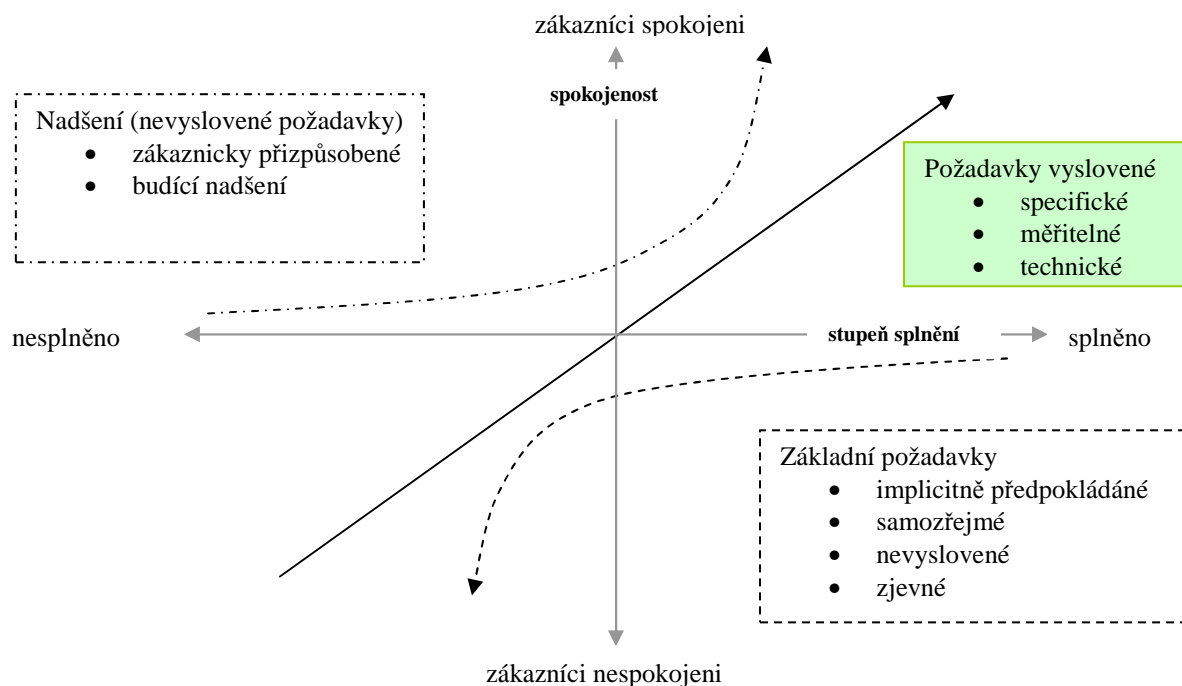 zákazníci spokojeni
spokojenost
Nadšení (nevyslovené požadavky)
• zákaznicky přizpůsobené
• budící nadšení
Požadavky vyslovené
• specifické
• měřitelné
• technické
nesplněno
stupeň splnění
splněno
Základní požadavky
• implicitně předpokládáné
• samozřejmé
• nevyslovené
• zjevné
zákazníci nespokojeni